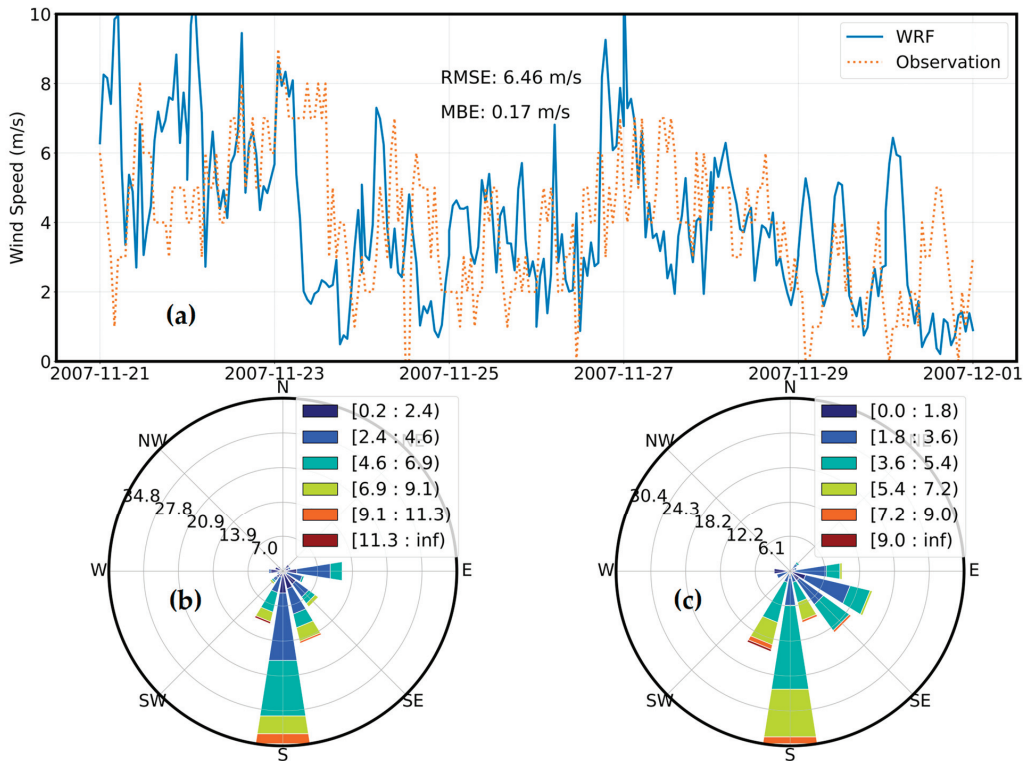 10
8
6
4
2
0
Wind Speed (m/s)
WRF
Observation
RMSE: 6.46 m/s
MBE: 0.17 m/s
(a)
2007-11-21 2007-11-23 2007-11-25 2007-11-27 2007-11-29 2007-12-01
N
[0.2 : 2.4)
[2.4 : 4.6)
[4.6 : 6.9)
[6.9 : 9.1)
[9.1 : 11.3)
[11.3 : inf)
NW
NE
34.8
27.8
20.9
13.9
7.0
W
E
(b)
SW
SE
S
N
[0.0 : 1.8)
[1.8 : 3.6)
[3.6 : 5.4)
[5.4 : 7.2)
[7.2 : 9.0)
[9.0 : inf)
NW
NE
30.4
24.3
18.2
12.2
6.1
W
E
(c)
SW
SE
S